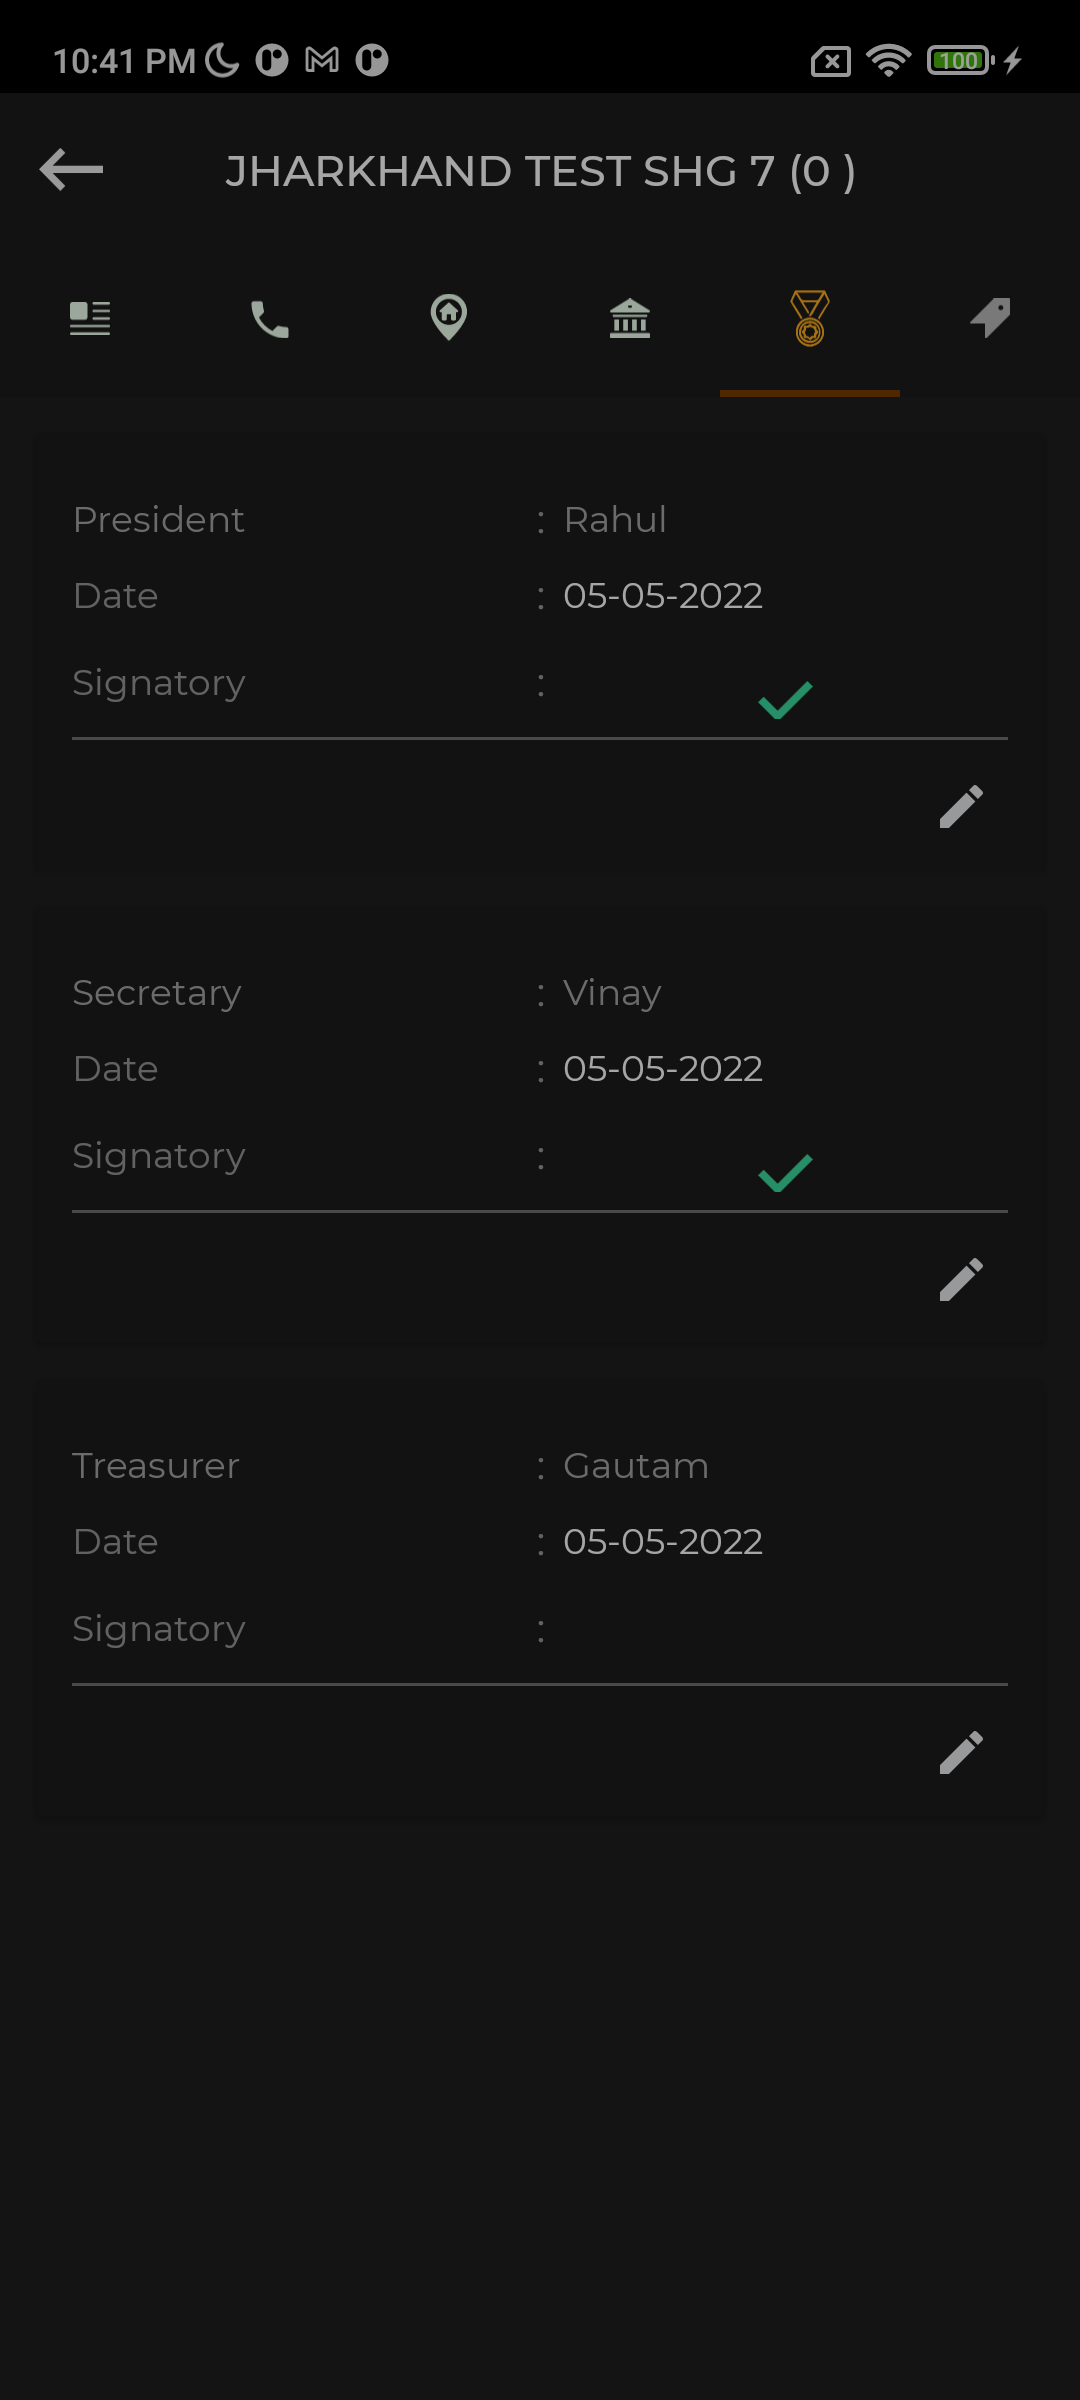 10:41 PM
100
JHARKHAND TEST SHG 7 (0 )
President : Rahul
Date : 05-05-2022
Signatory :
Secretary : Vinay
Date : 05-05-2022
Signatory :
Treasurer : Gautam
Date : 05-05-2022
Signatory :